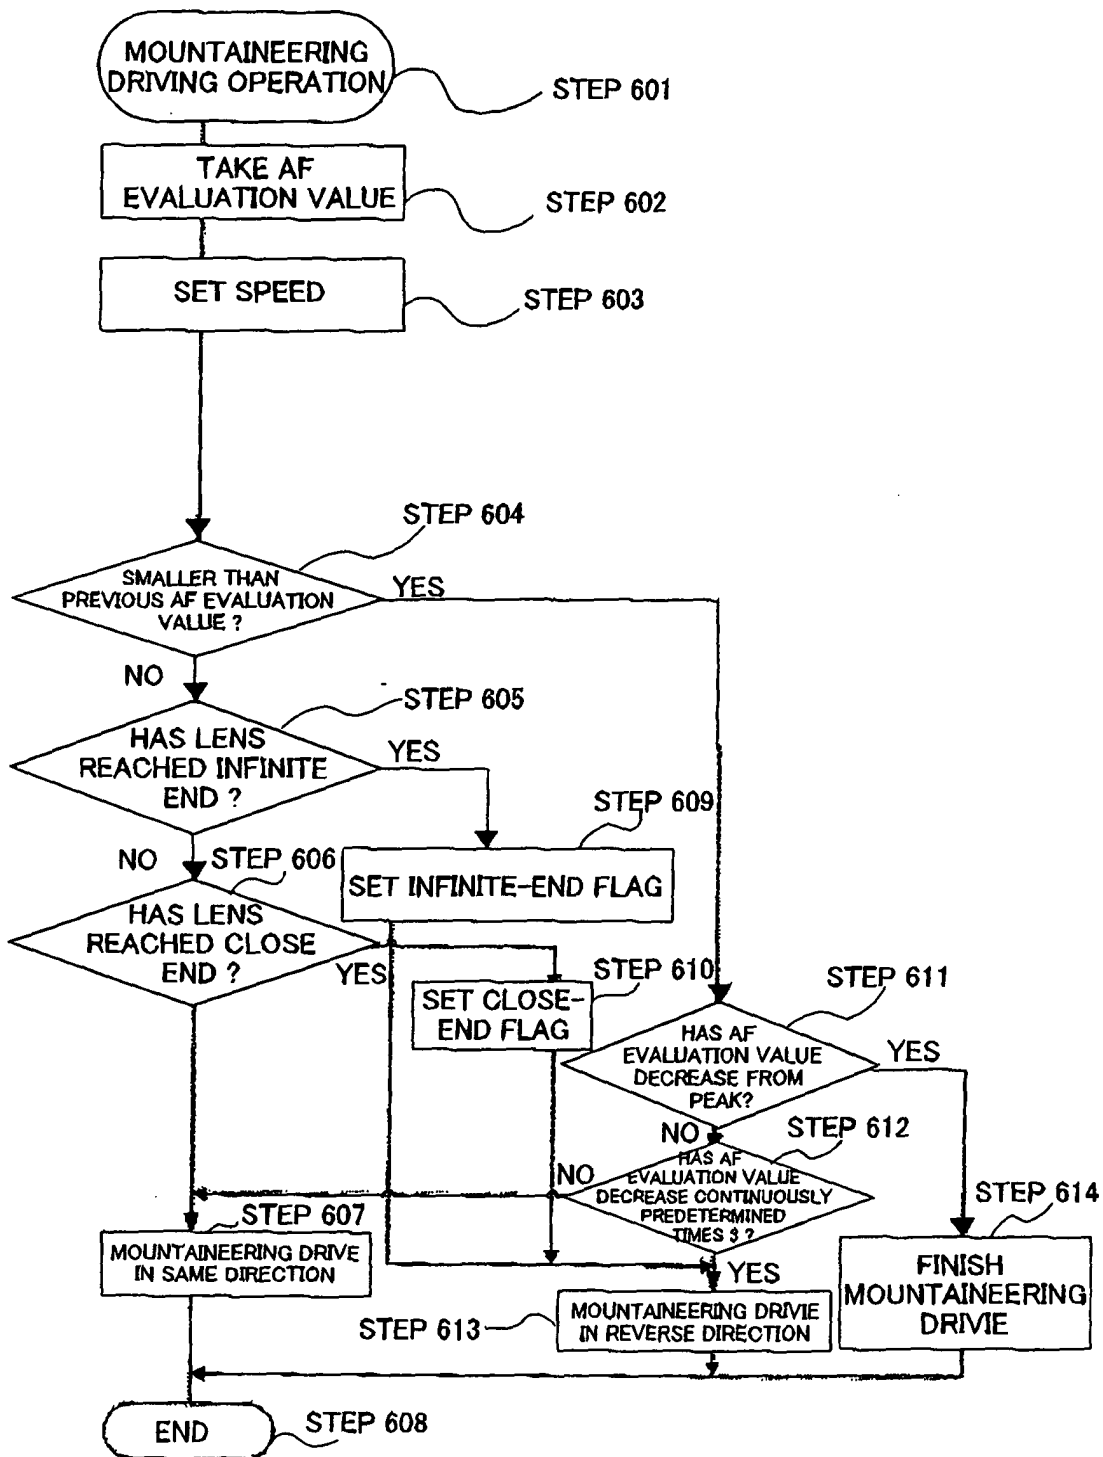 MOUNTAINEERING
DRIVING OPERATION
STEP 601
TAKE AF
EVALUATION VALUE
STEP 602
SET SPEED
STEP 603
STEP 604
SMALLER THAN
PREVIOUS AF EVALUATION
VALUE ?
YES
NO
STEP 605
HAS LENS
REACHED INFINITE
END ?
YES
STEP 609
NO
STEP 606
SET INFINITE-END FLAG
HAS LENS
REACHED CLOSE
END ?
YES
STEP 610
SET CLOSE-
END FLAG
STEP 611
HAS AF
EVALUATION VALUE
DECREASE FROM
PEAK?
YES
NO
STEP 612
HAS AF
EVALUATION VALUE
DECREASE CONTINUOUSLY
PREDETERMINED
TIMES $ ?
NO
STEP 614
STEP 607
MOUNTAINEERING DRIVE
IN SAME DIRECTION
YES
FINISH
MOUNTAINEERING
DRIVIE
STEP 613
MOUNTAINEERING DRIVIE
IN REVERSE DIRECTION
END
STEP 608